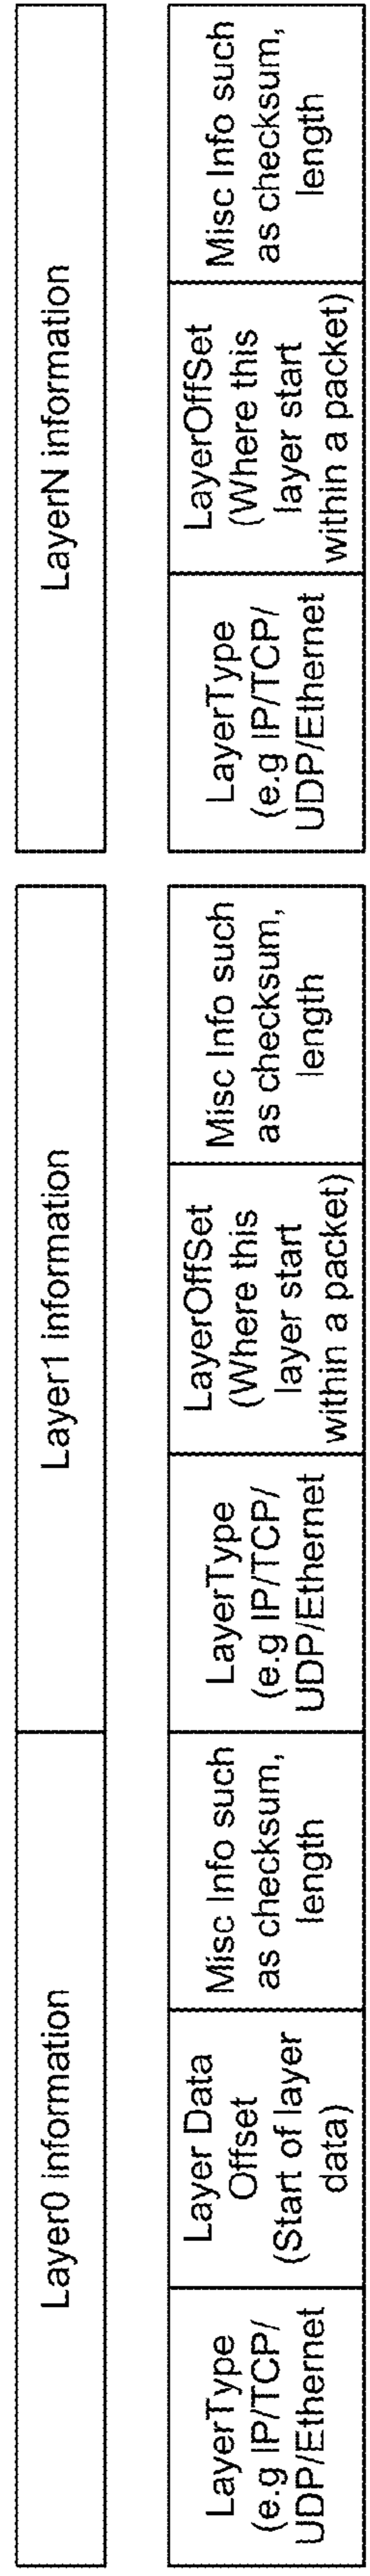 Layer0 information
Layer1 information
LayerN information
LayerType
(e.g IP/TCP/
UDP/Ethernet
Layer Data
Offset
(Start of layer
data)
Misc Info such
as checksum,
length
LayerType
(e.g IP/TCP/
UDP/Ethernet
LayerOffSet
(Where this
layer start
within a packet)
Misc Info such
as checksum,
length
LayerType
(e.g IP/TCP/
UDP/Ethernet
LayerOffSet
(Where this
layer start
within a packet)
Misc Info such
as checksum,
length